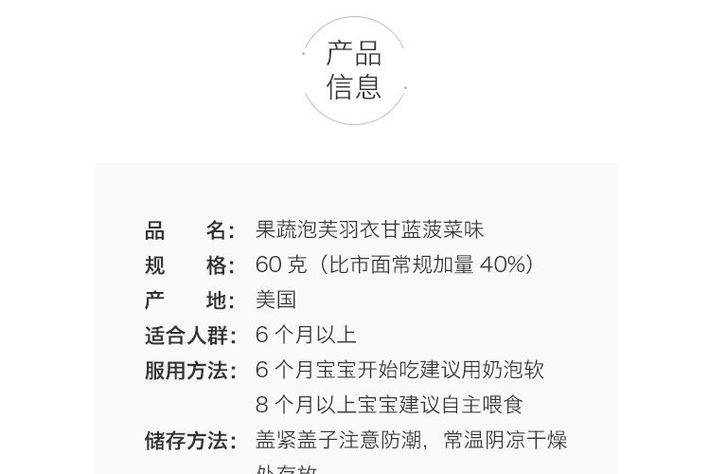 产品
信息
品 名： 果蔬泡芙羽衣甘蓝菠菜味
规 格： 60 克（比市面常规加量 40%）
产 地： 美国
适合人群： 6 个月以上
服用方法： 6 个月宝宝开始吃建议用奶泡软
8 个月以上宝宝建议自主喂食
储存方法： 盖紧盖子注意防潮，常温阴凉干燥
处存放